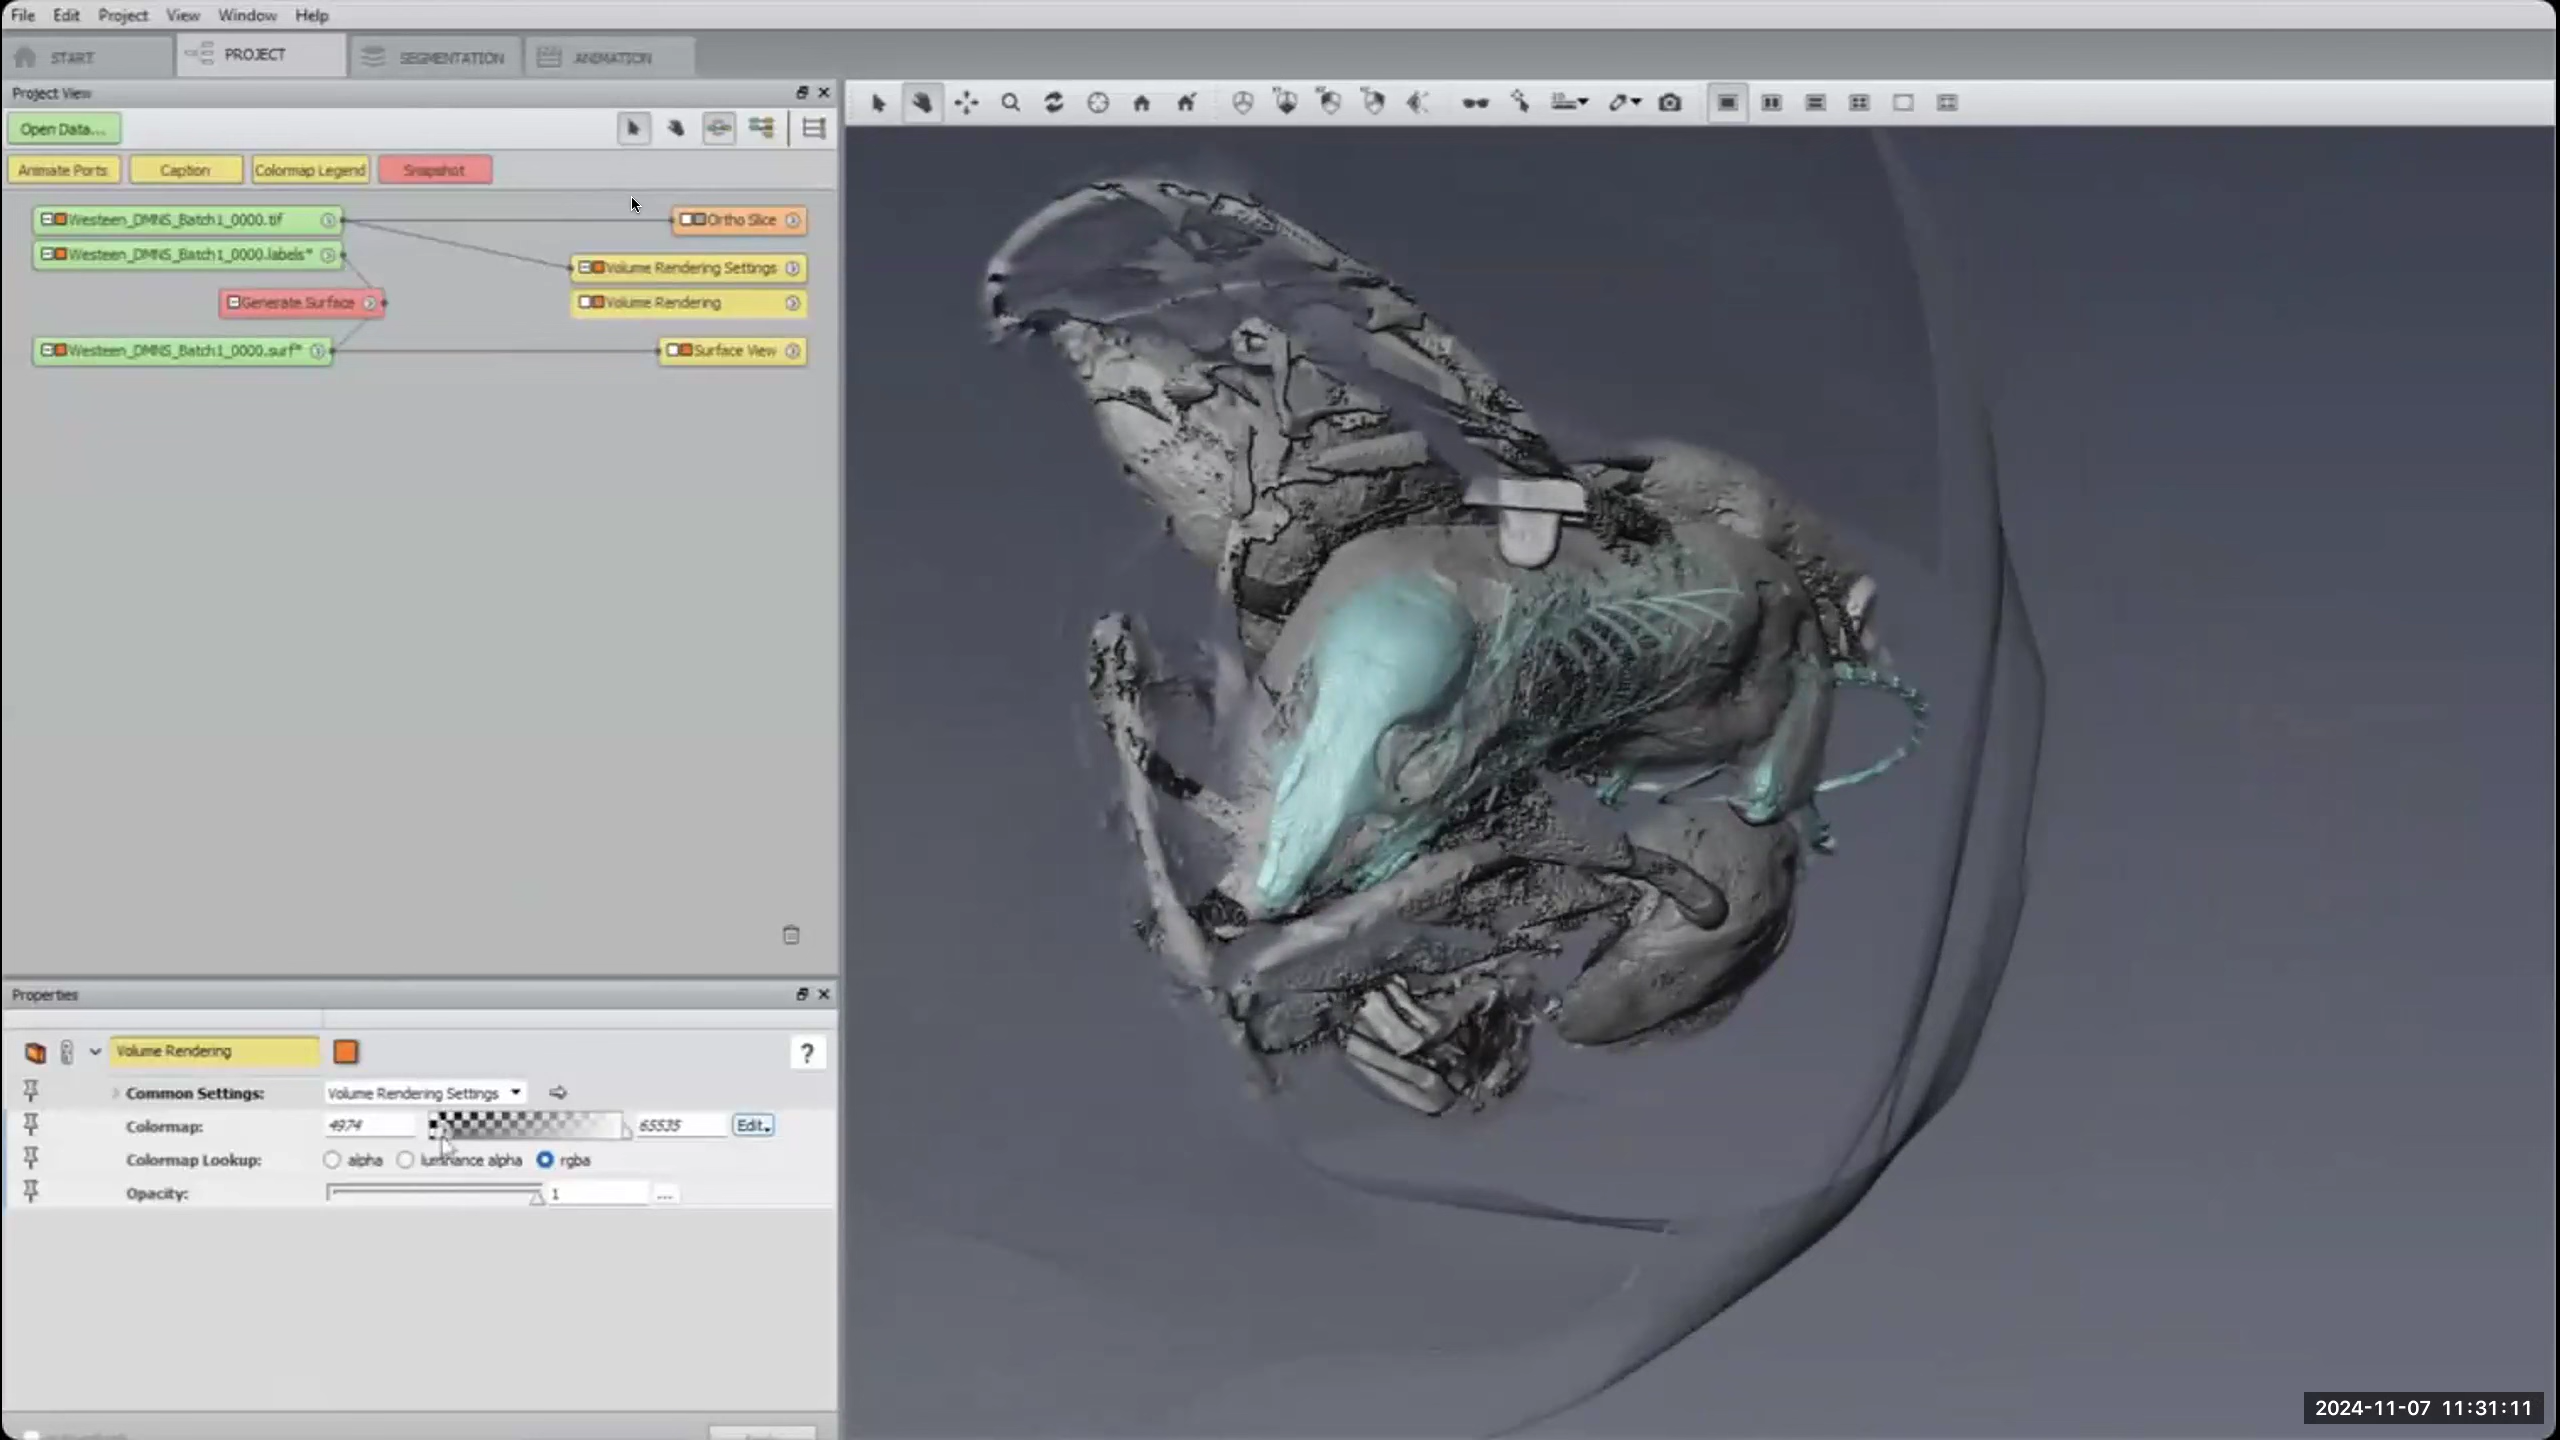 File Edit Project View Window Help
START PROJECT SEGMENTATION ANIMATION
Project View
Open Data...
Animate Ports Caption Colormap Legend Snapshot
Westeen_DMNS_Batch1_0000.tif Ortho Slice
Westeen_DMNS_Batch1_0000.labels* Volume Rendering Settings
Generate Surface Volume Rendering
Westeen_DMNS_Batch1_0000.surf* Surface View
Properties
Volume Rendering ?
Common Settings: Volume Rendering Settings
Colormap: 4974 65535 Edit
Colormap Lookup: alpha luminance alpha rgba
Opacity: 1 ...
2024-11-07 11:31:11